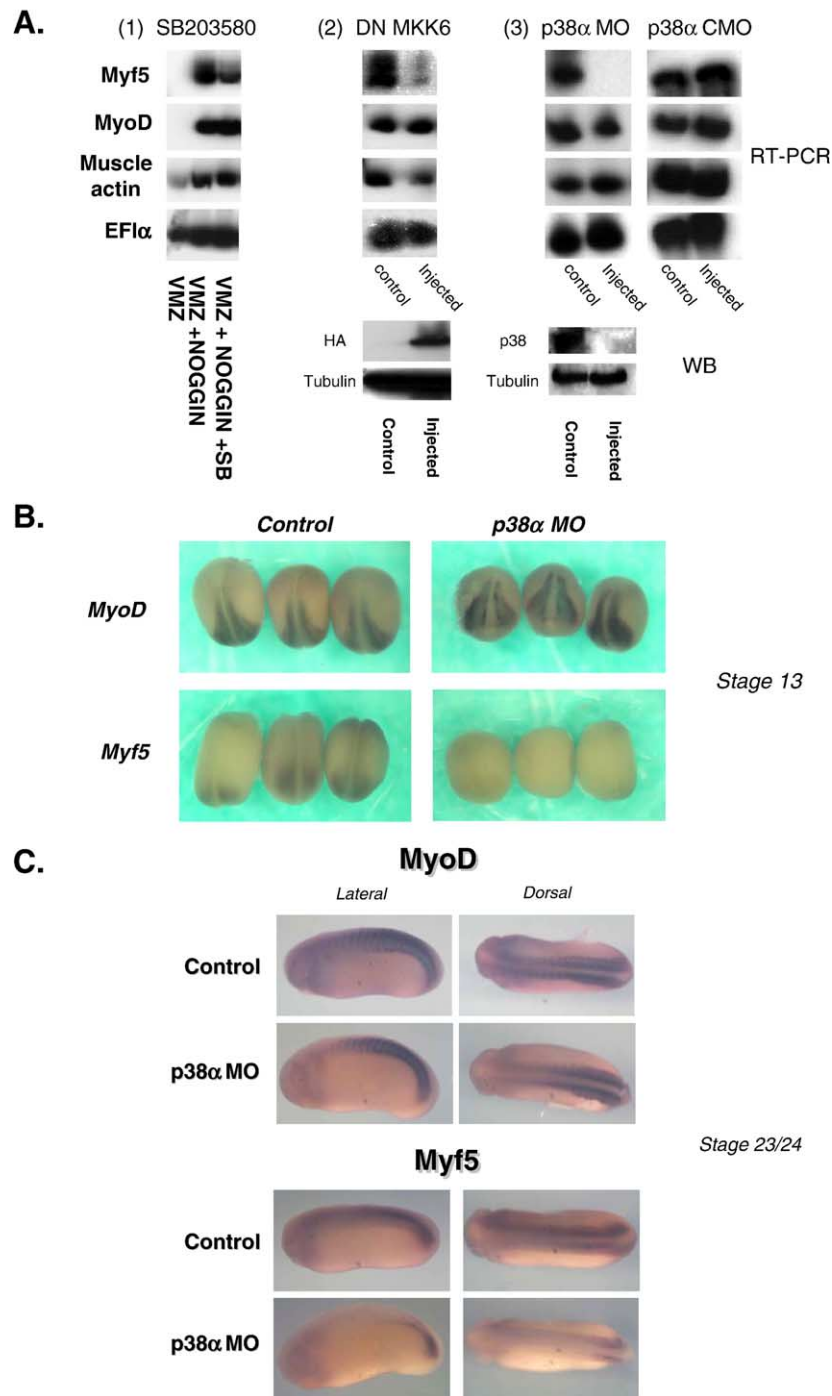 A.
(1) SB203580 (2) DN MKK6 (3) p38α MO p38α CMO
Myf5
MyoD
Muscle
actin
EFlα
RT-PCR
VMZ
VMZ +NOGGIN
VMZ + NOGGIN +SB
control
Injected
control
Injected
control
Injected
HA
Tubulin
Control
Injected
p38
Tubulin
Control
Injected
WB
B.
Control p38α MO
MyoD
Myf5
Stage 13
C.
MyoD
Lateral Dorsal
Control
p38α MO
Myf5
Control
p38α MO
Stage 23/24